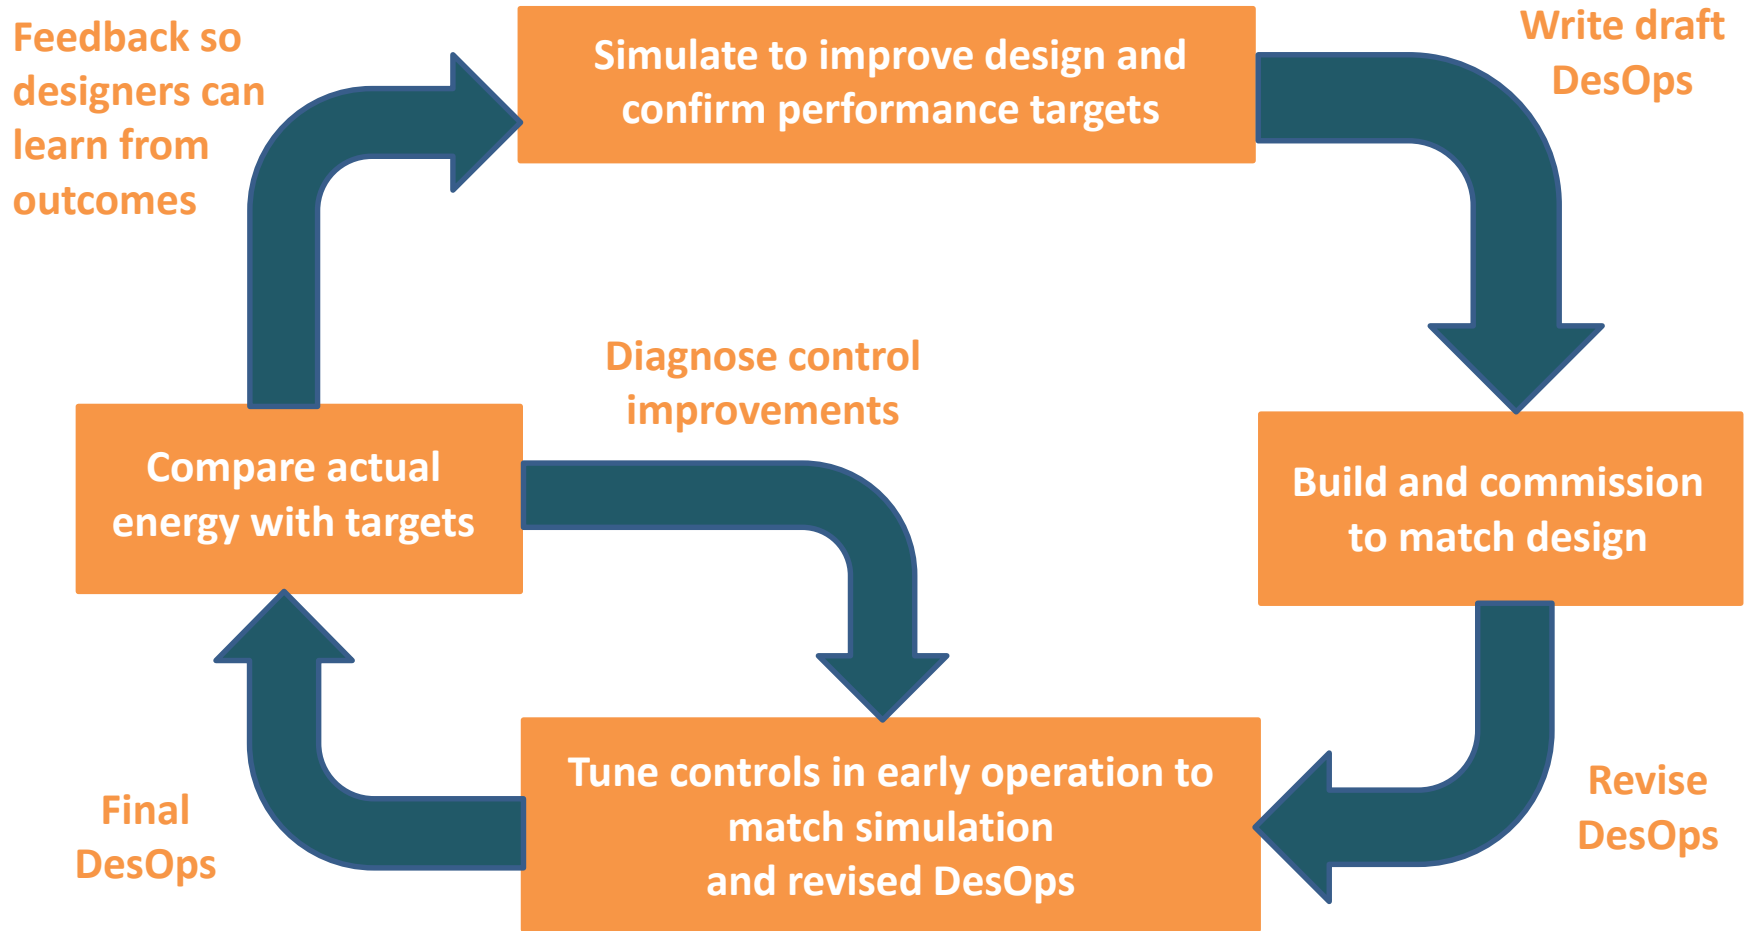 Feedback so
designers can
learn from
outcomes
Simulate to improve design and
confirm performance targets
Write draft
DesOps
Diagnose control
improvements
Compare actual
energy with targets
Build and commission
to match design
Tune controls in early operation to
match simulation
and revised DesOps
Final
DesOps
Revise
DesOps